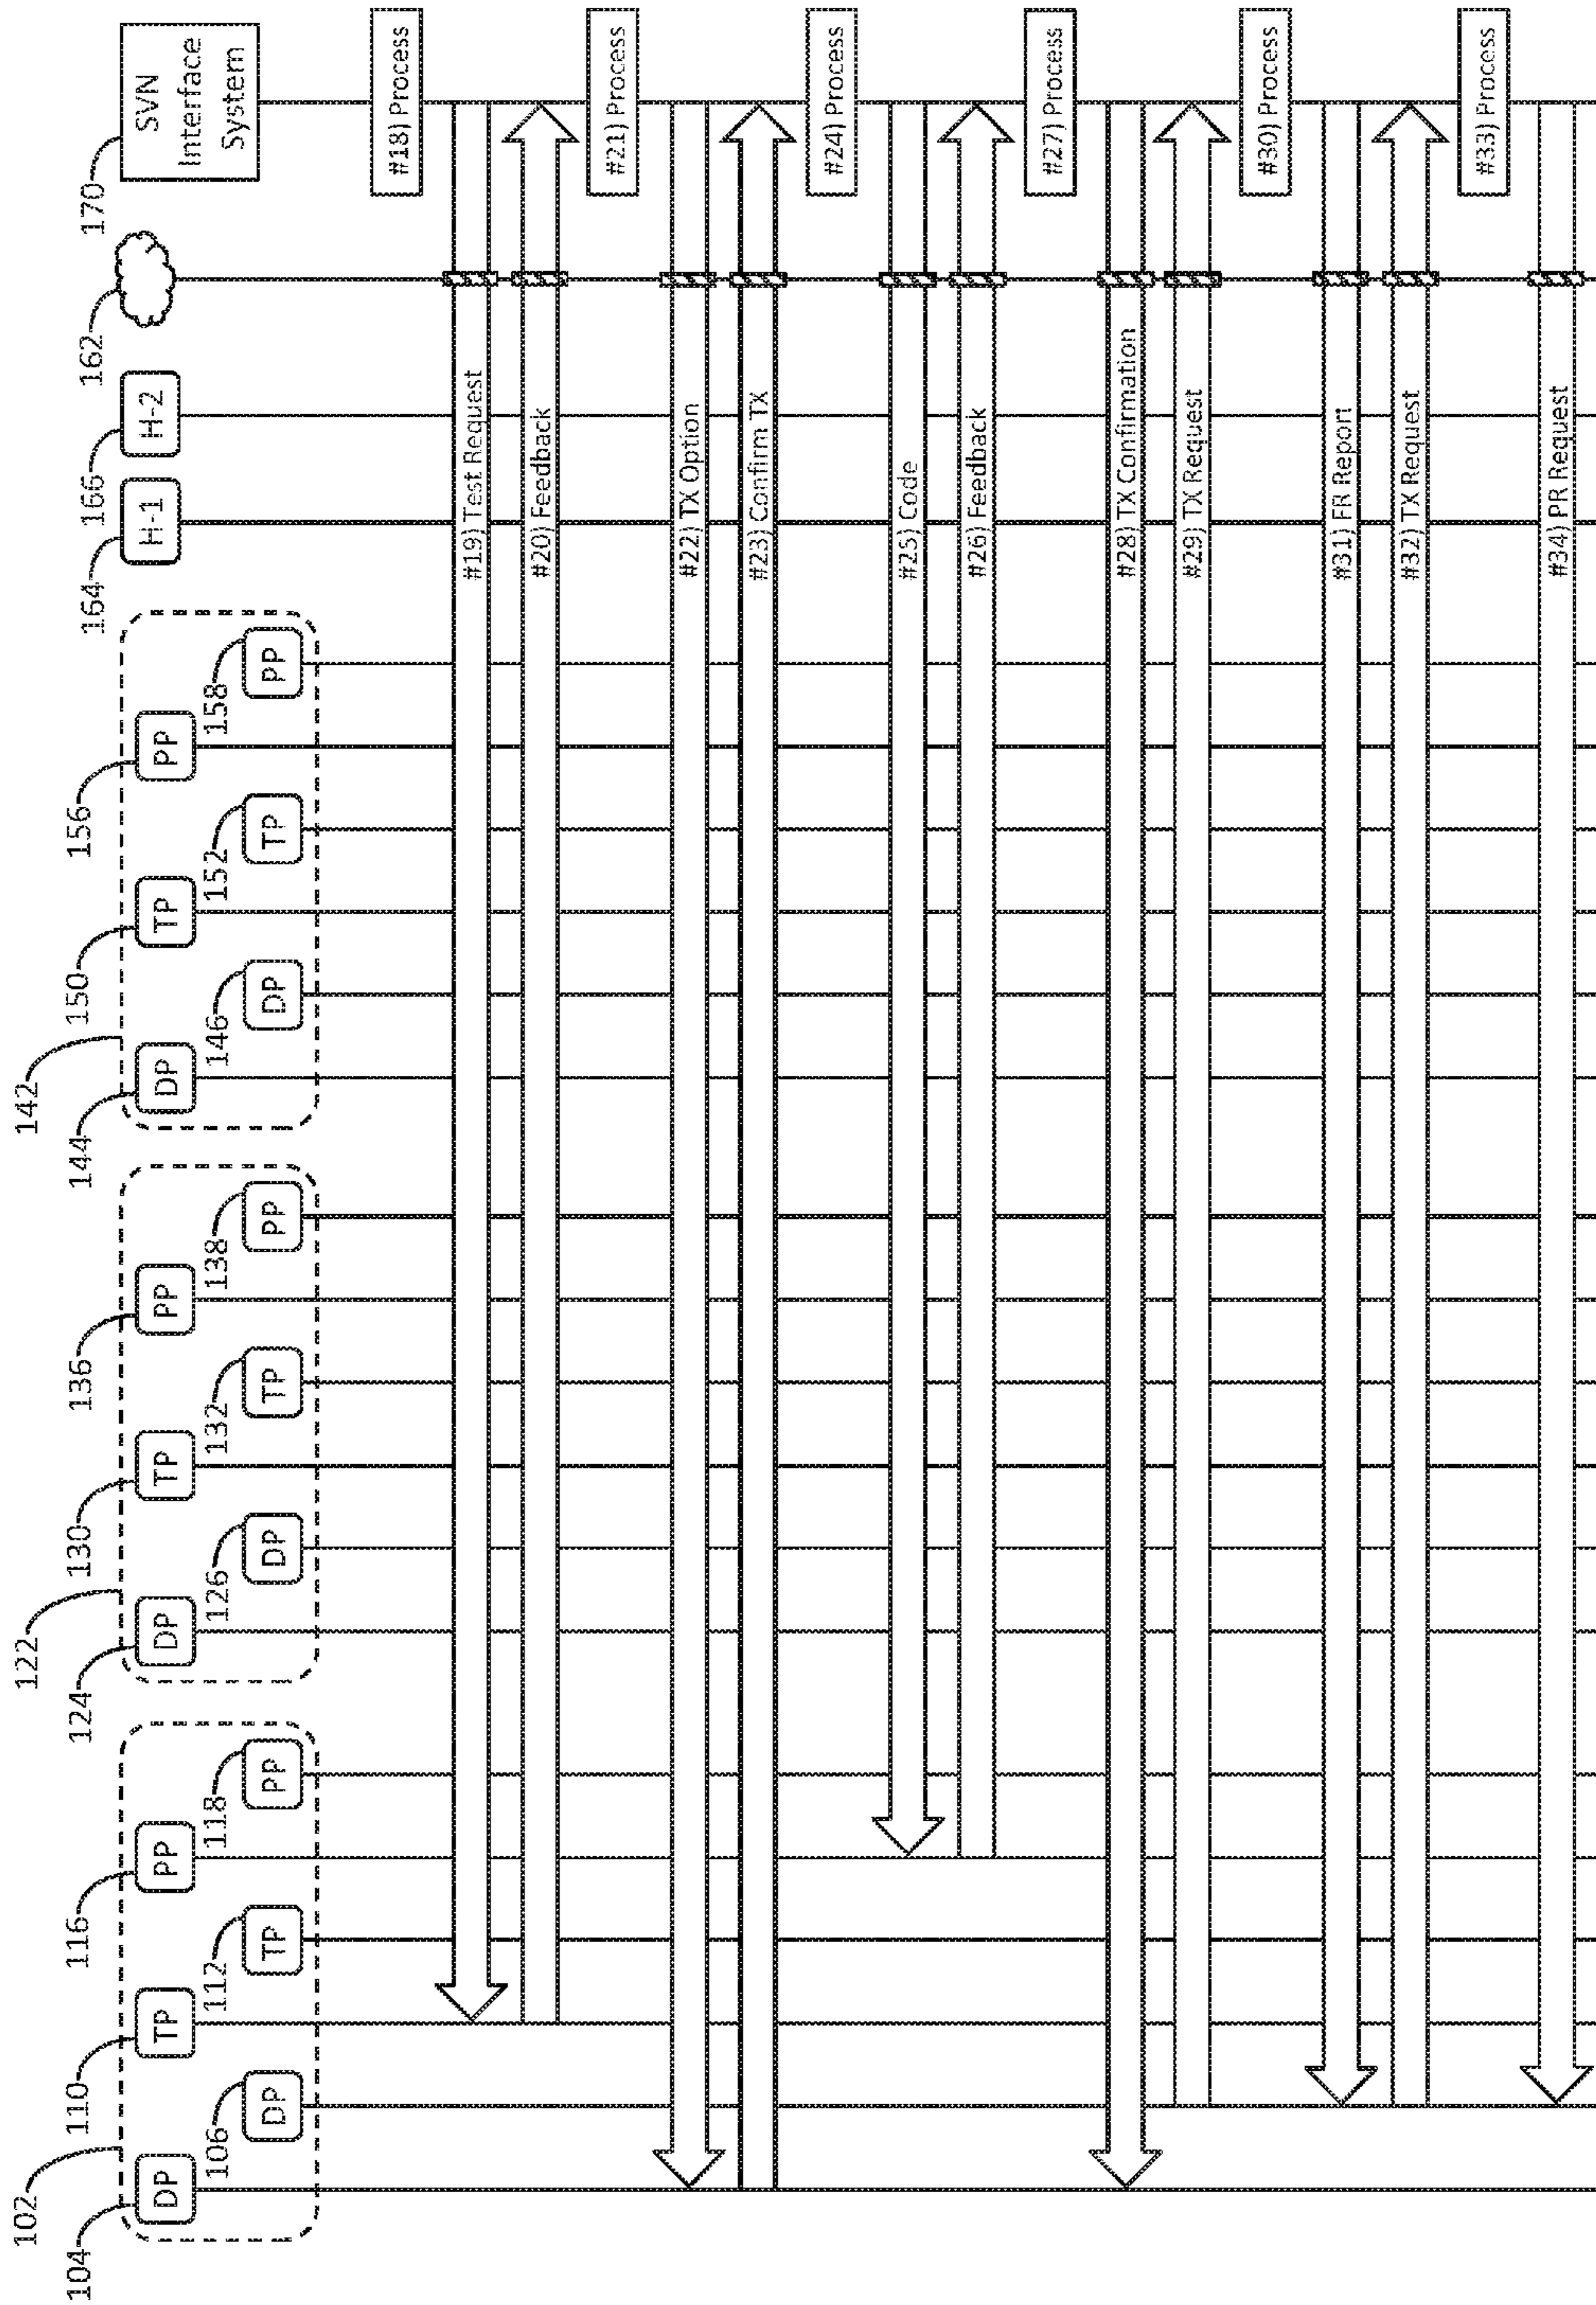 102
104
DP
106
DP
110
TP
112
TP
116
PP
118
PP
122
124
DP
126
DP
130
TP
132
TP
136
PP
138
PP
142
144
DP
146
DP
150
TP
152
TP
156
PP
158
PP
164
H-1
166
H-2
162
170
SVN
Interface
System
#18) Process
#19) Test Request
#20) Feedback
#21) Process
#22) TX Option
#23) Confirm TX
#24) Process
#25) Code
#26) Feedback
#27) Process
#28) TX Confirmation
#29) TX Request
#30) Process
#31) FR Report
#32) TX Request
#33) Process
#34) PR Request